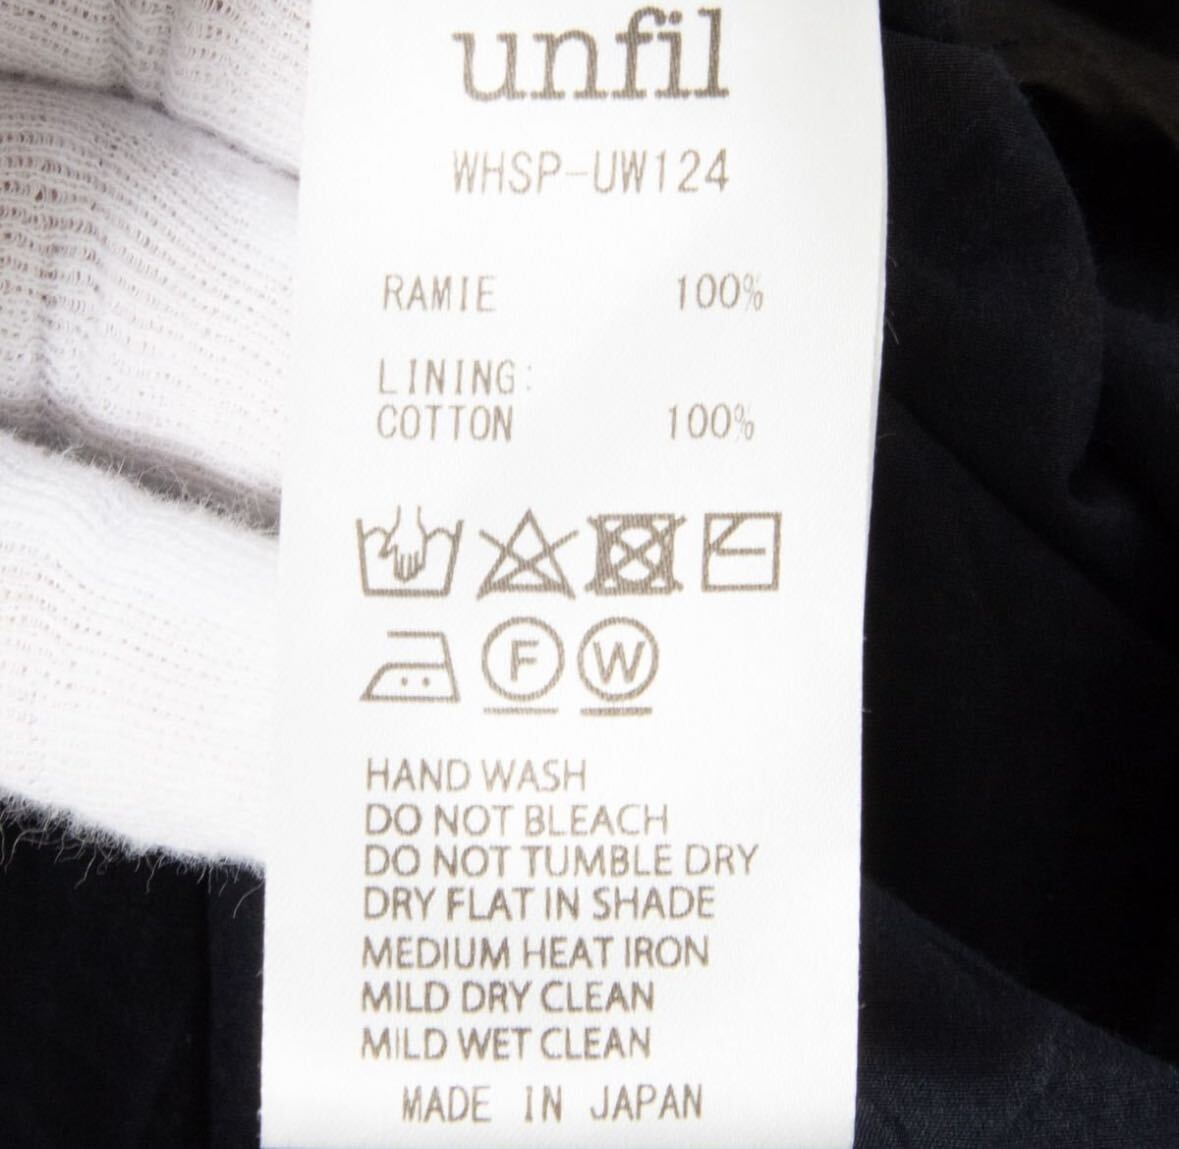 unfil
WHSP-UW124
RAMIE 100%
LINING:
COTTON 100%
F W
HAND WASH
DO NOT BLEACH
DO NOT TUMBLE DRY
DRY FLAT IN SHADE
MEDIUM HEAT IRON
MILD DRY CLEAN
MILD WET CLEAN
MADE IN JAPAN